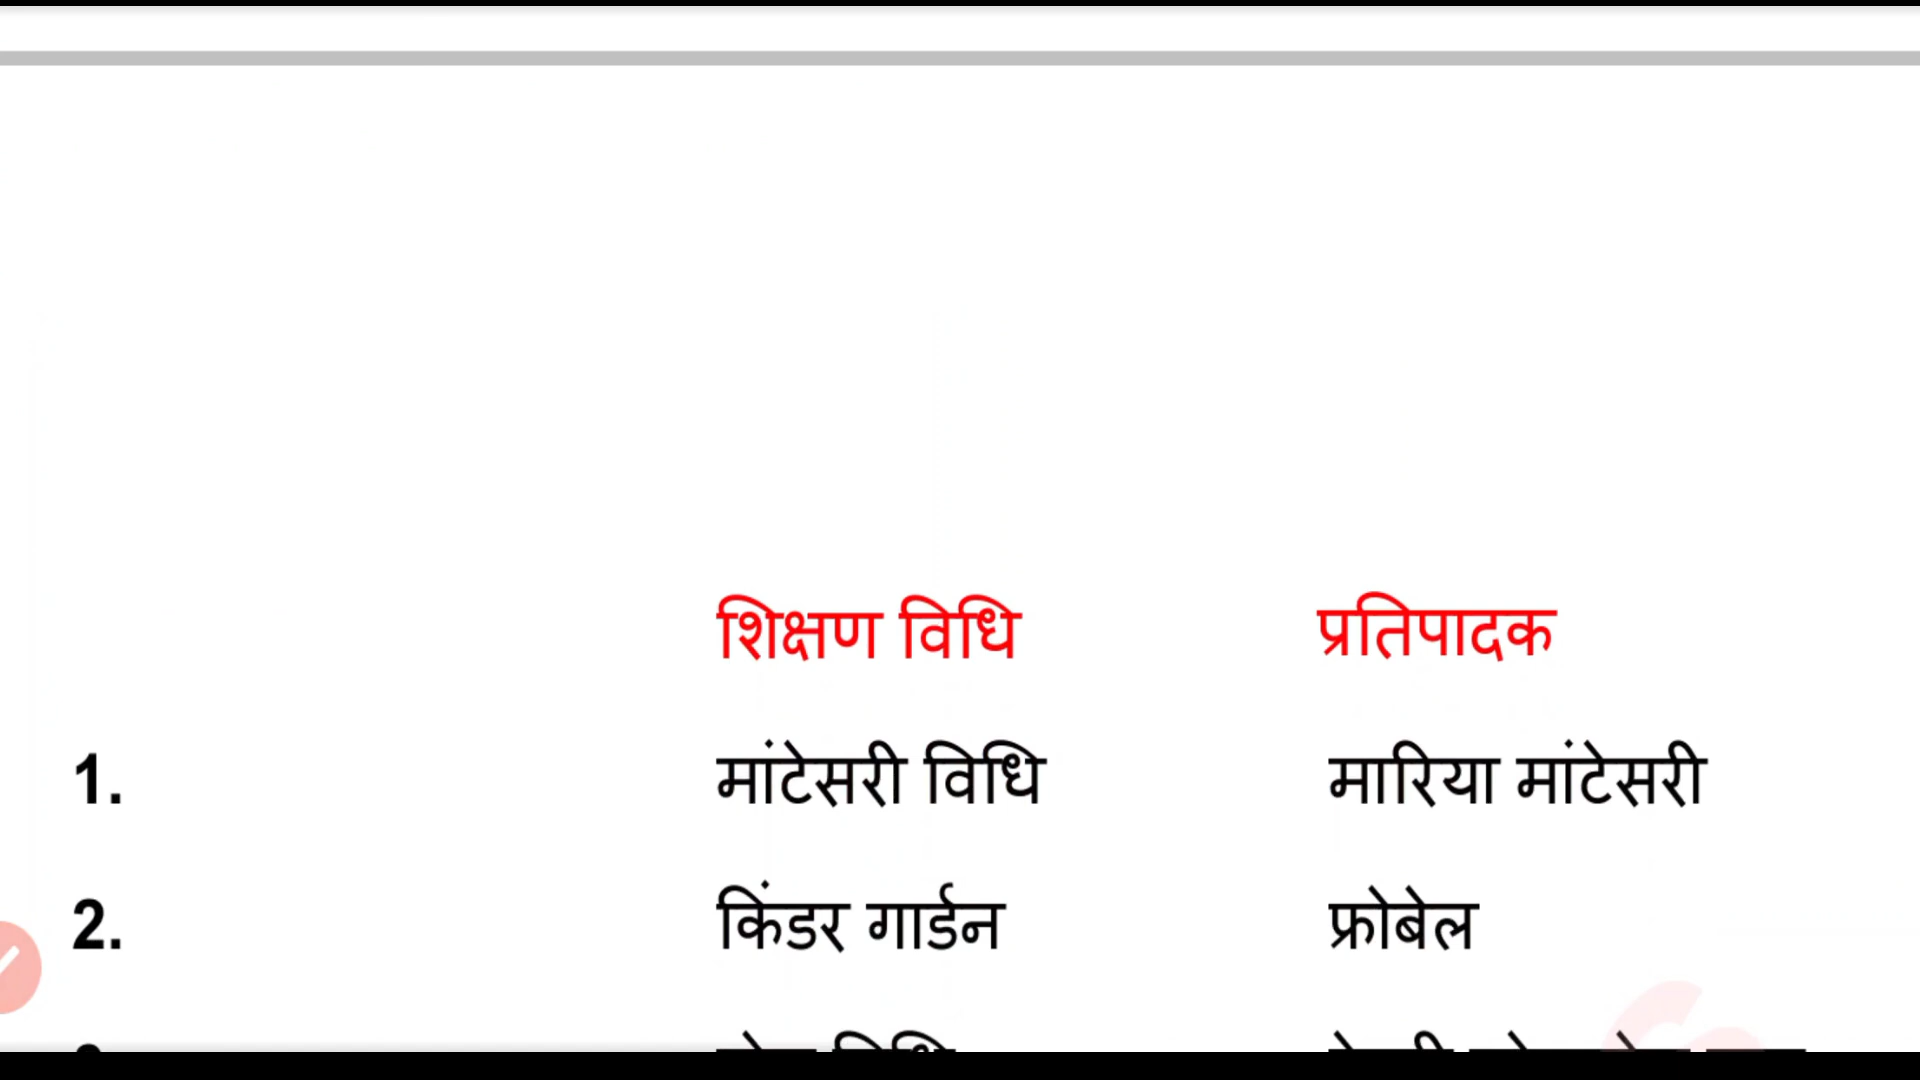 शिक्षण विधि प्रतिपादक
1. मांटेसरी विधि मारिया मांटेसरी
2. किंडर गार्डन फ्रोबेल